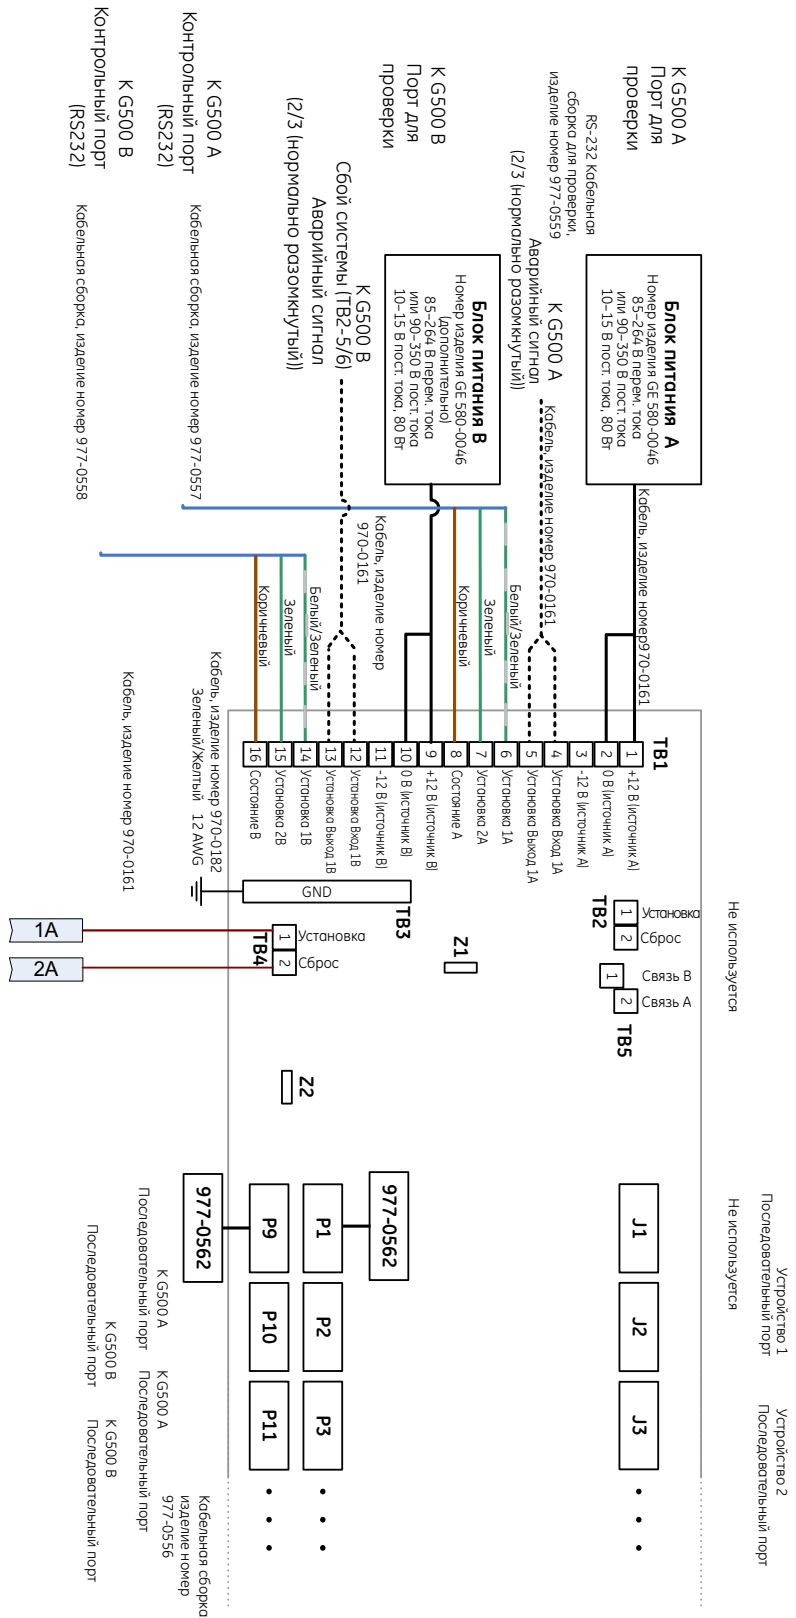 К G500 A
Порт для
проверки
RS-232 Кабельная
сборка для проверки,
изделие номер 977-0559
К G500 A
Аварийный сигнал
(2/3 (нормально разомкнутый))
К G500 B
Порт для
проверки
К G500 B
Сбой системы (TB2-5/6)
Аварийный сигнал
(2/3 (нормально разомкнутый))
К G500 A
Контрольный порт
(RS232)
К G500 B
Контрольный порт
(RS232)
Блок питания A
Номер изделия GE 580-0046
85–264 В перем. тока
или 90–350 В пост. тока
10–15 В пост. тока, 80 Вт
Блок питания B
Номер изделия GE 580-0046
(дополнительно)
85–264 В перем. тока
или 90–350 В пост. тока
10–15 В пост. тока, 80 Вт
Кабель, изделие номер970-0161
Кабель, изделие номер 970-0161
Кабель, изделие номер
970-0161
Кабельная сборка, изделие номер 977-0557
Кабельная сборка, изделие номер 977-0558
Белый/Зеленый
Зеленый
Коричневый
Белый/Зеленый
Зеленый
Коричневый
Кабель, изделие номер 970-0182
Зеленый/Желтый 12 AWG
Кабель, изделие номер 970-0161
TB1
1 +12 В (источник A)
2 0 В (источник A)
3 -12 В (источник A)
4 Установка Вход 1A
5 Установка Выход 1A
6 Установка 1A
7 Установка 2A
8 Состояние A
9 +12 В (источник B)
10 0 В (источник B)
11 -12 В (источник B)
12 Установка Вход 1B
13 Установка Выход 1B
14 Установка 1B
15 Установка 2B
16 Состояние B
GND
TB3
TB2
1 Установка
2 Сброс
1 Связь B
2 Связь A
TB5
TB4
1 Установка
2 Сброс
1A
2A
Z1
Z2
Не используется
Не используется
Устройство 1
Последовательный порт
Устройство 2
Последовательный порт
J1
J2
J3
977-0562
P1
P2
P3
977-0562
P9
P10
P11
К G500 A
Последовательный порт
К G500 B
Последовательный порт
К G500 A
Последовательный порт
К G500 B
Последовательный порт
Кабельная сборка
изделие номер
977-0556